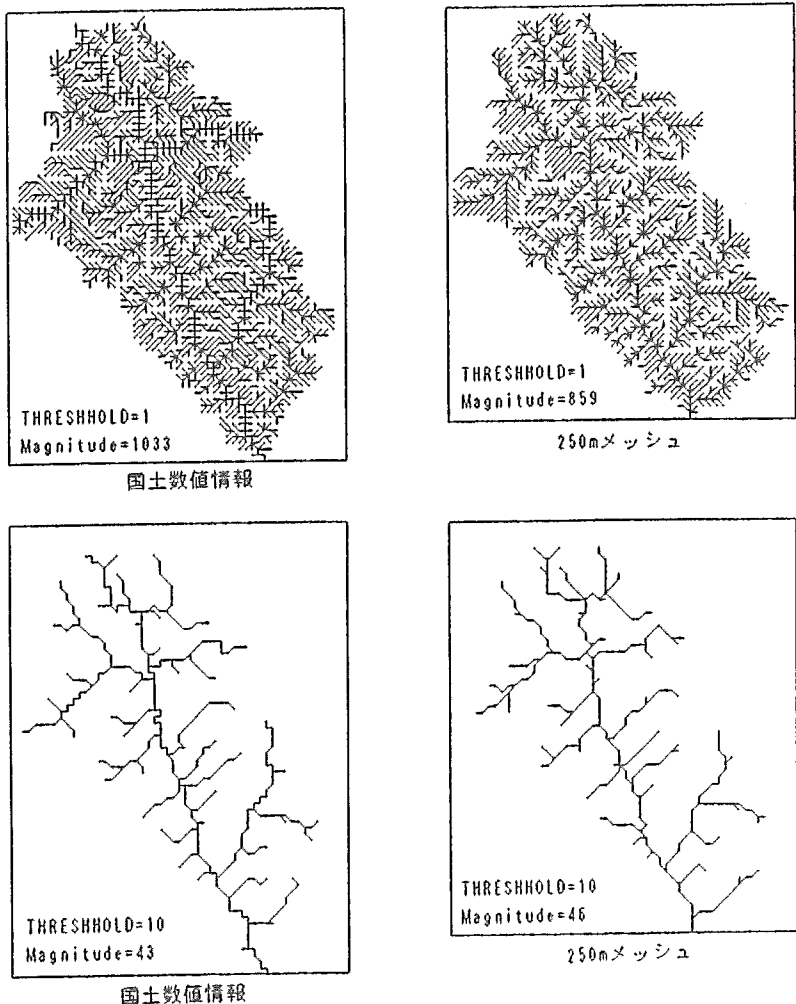 THRESHHOLD=1
Magnitude=1033
国土数値情報
THRESHHOLD=1
Magnitude=859
250mメッシュ
THRESHHOLD=10
Magnitude=43
国土数値情報
THRESHHOLD=10
Magnitude=46
250mメッシュ